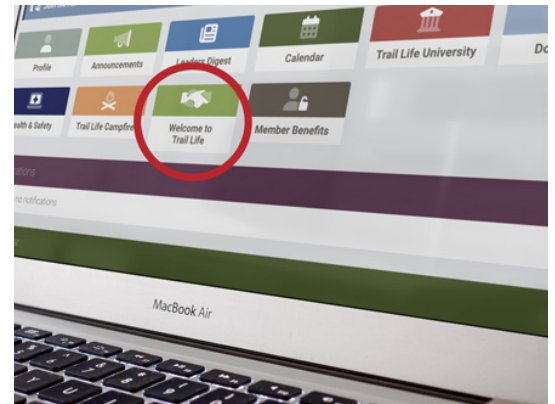 Profile
Announcements
Leaders Digest
Calendar
Trail Life University
Health & Safety
Trail Life Campfire
Welcome to
Trail Life
Member Benefits
no notifications
MacBook Air
Y
U
I